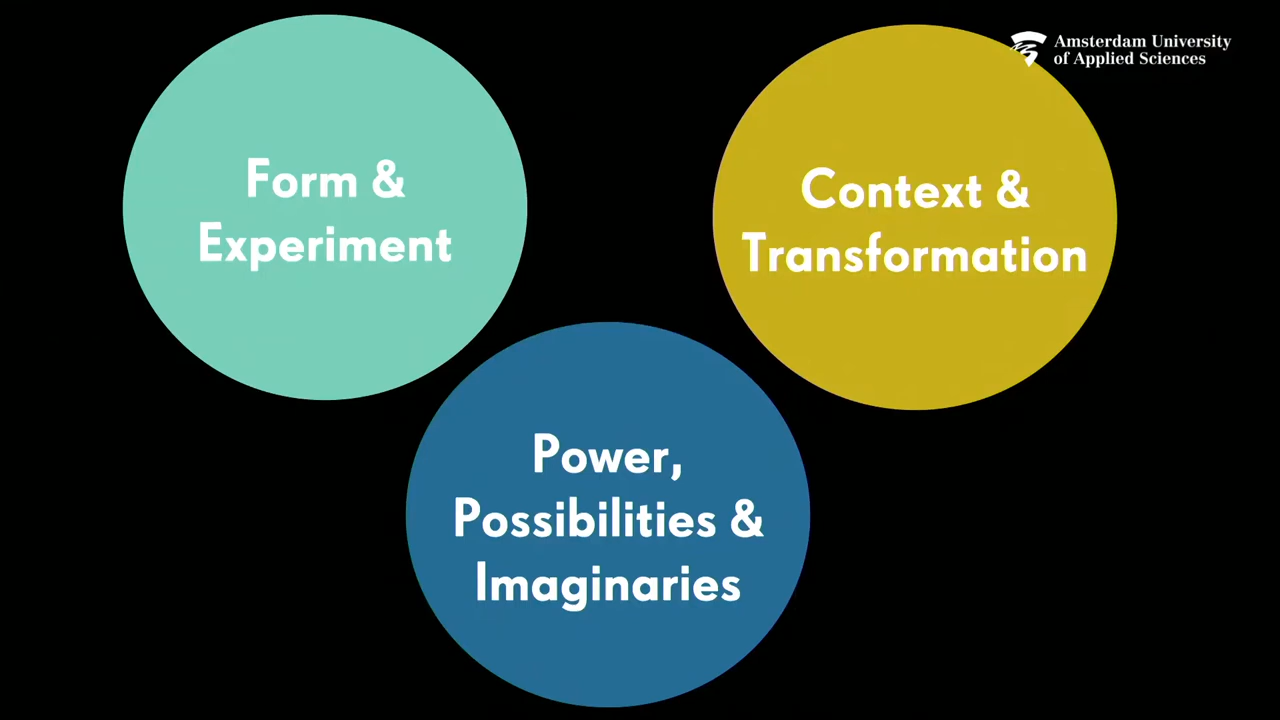 Amsterdam University
of Applied Sciences
Form &
Experiment
Context &
Transformation
Power,
Possibilities &
Imaginaries